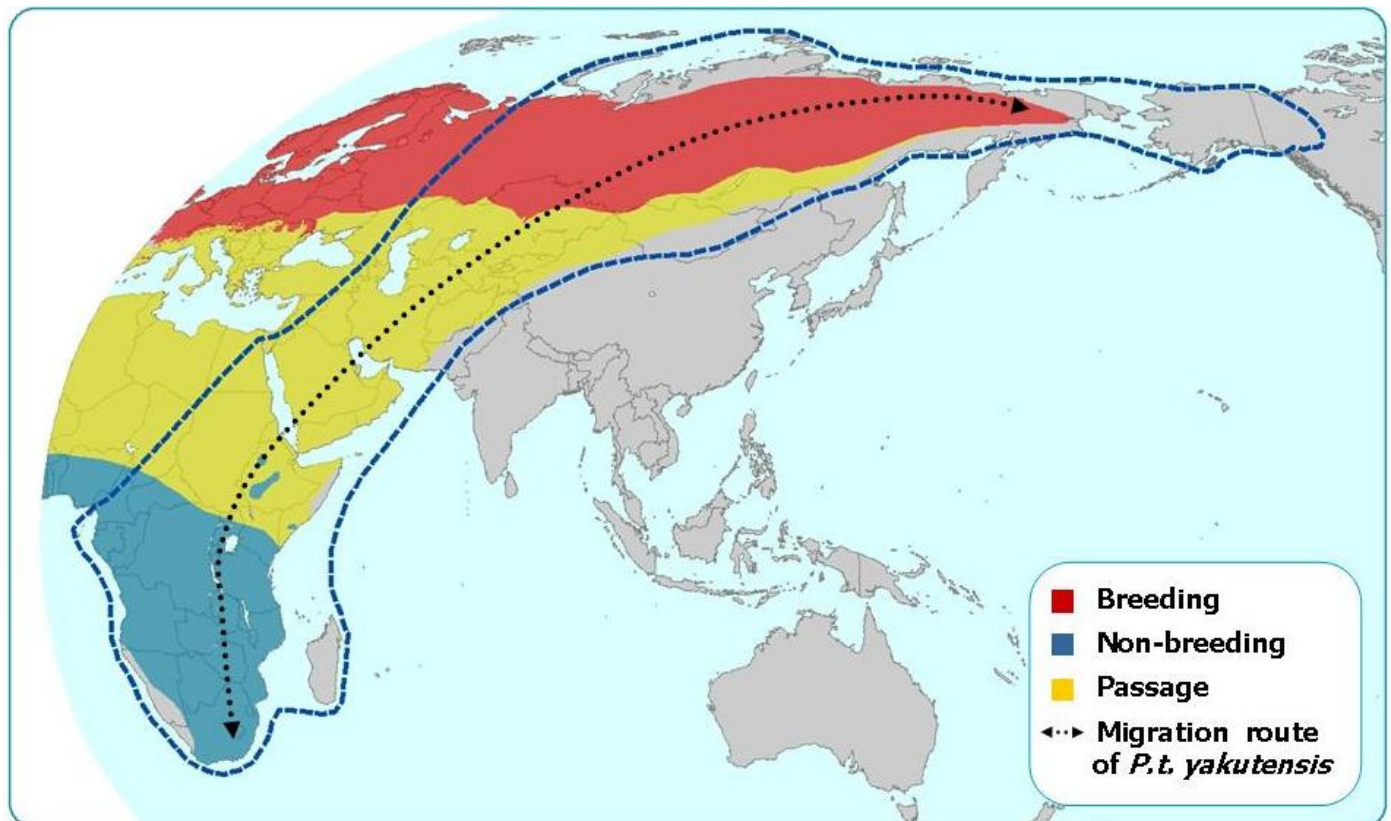 Breeding
Non-breeding
Passage
Migration route
of P.t. yakutensis